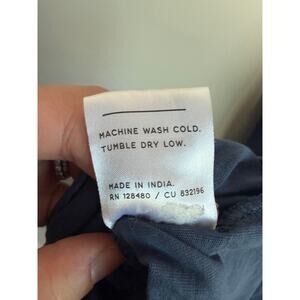 MACHINE WASH COLD.
TUMBLE DRY LOW.
MADE IN INDIA.
RN 128480 / CU 832196